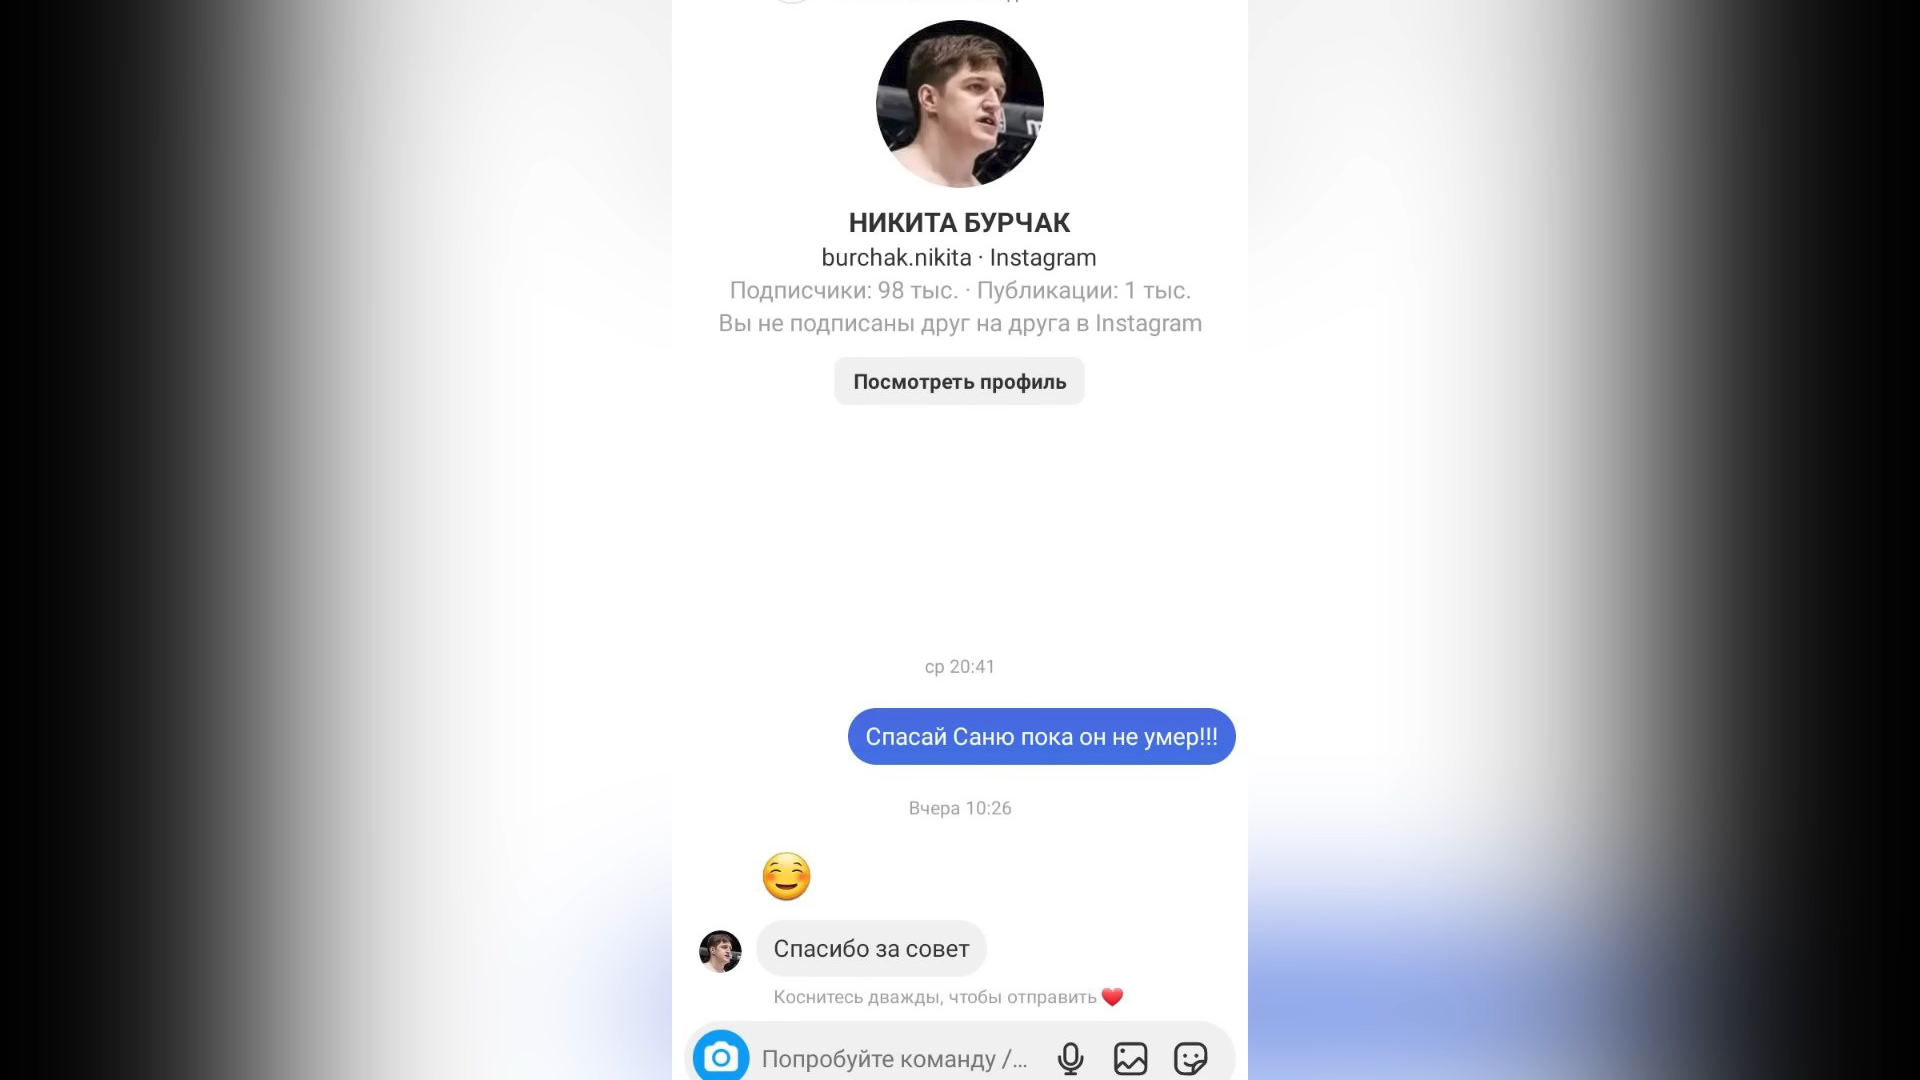 НИКИТА БУРЧАК
burchak.nikita · Instagram
Подписчики: 98 тыс. · Публикации: 1 тыс.
Вы не подписаны друг на друга в Instagram
Посмотреть профиль
ср 20:41
Спасай Саню пока он не умер!!!
Вчера 10:26
Спасибо за совет
Коснитесь дважды, чтобы отправить
Попробуйте команду /...